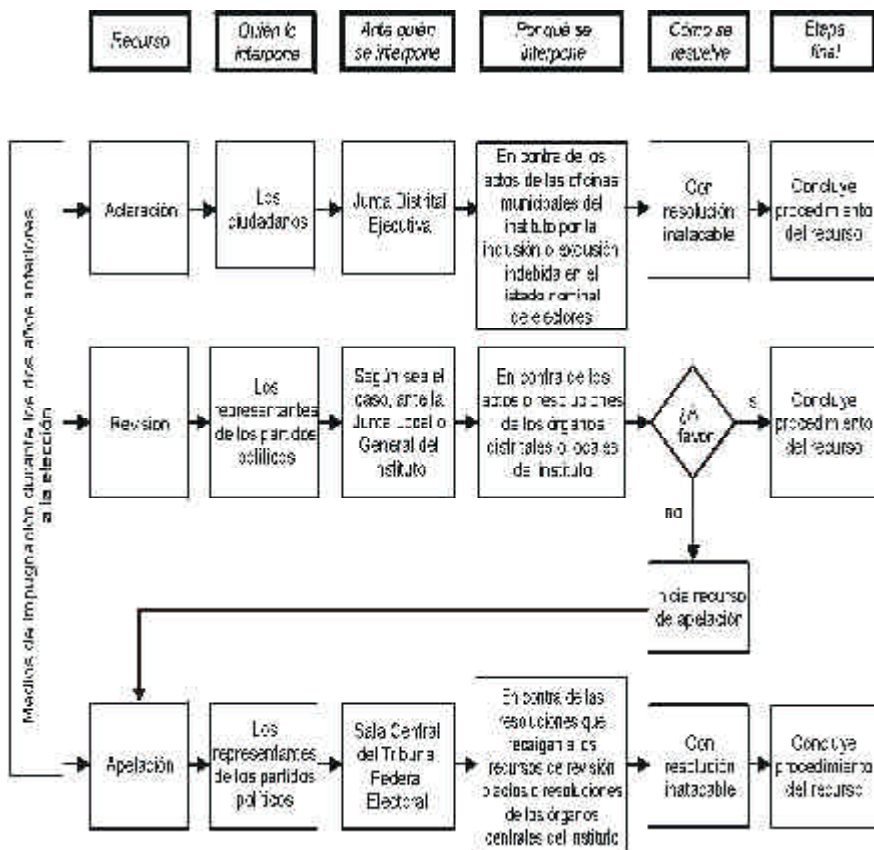 Recurso
Quién lo
interpone
Ante quién
se interpone
Por qué se
interpone
Cómo se
resuelve
Etapa
final
Medios de impugnación durante los dos años anteriores
a la elección
Aclaración
Los
ciudadanos
Junta Distrital
Ejecutiva
En contra de los
actos de las oficinas
municipales del
instituto por la
inclusión o exclusión
indebida en el
listado nominal
de electores
Con
resolución
inatacable
Concluye
procedimiento
del recurso
Revisión
Los
representantes
de los partidos
políticos
Según sea el
caso, ante la
Junta Local o
General del
Instituto
En contra de los
actos o resoluciones
de los órganos
distritales o locales
del instituto
¿A
favor
no
Concluye
procedimiento
del recurso
Inicia recurso
de apelación
Apelación
Los
representantes
de los partidos
políticos
Sala Central
del Tribunal
Federal
Electoral
En contra de las
resoluciones que
recaigan a los
recursos de revisión
o actos o resoluciones
de los órganos
centrales del instituto
Con
resolución
inatacable
Concluye
procedimiento
del recurso